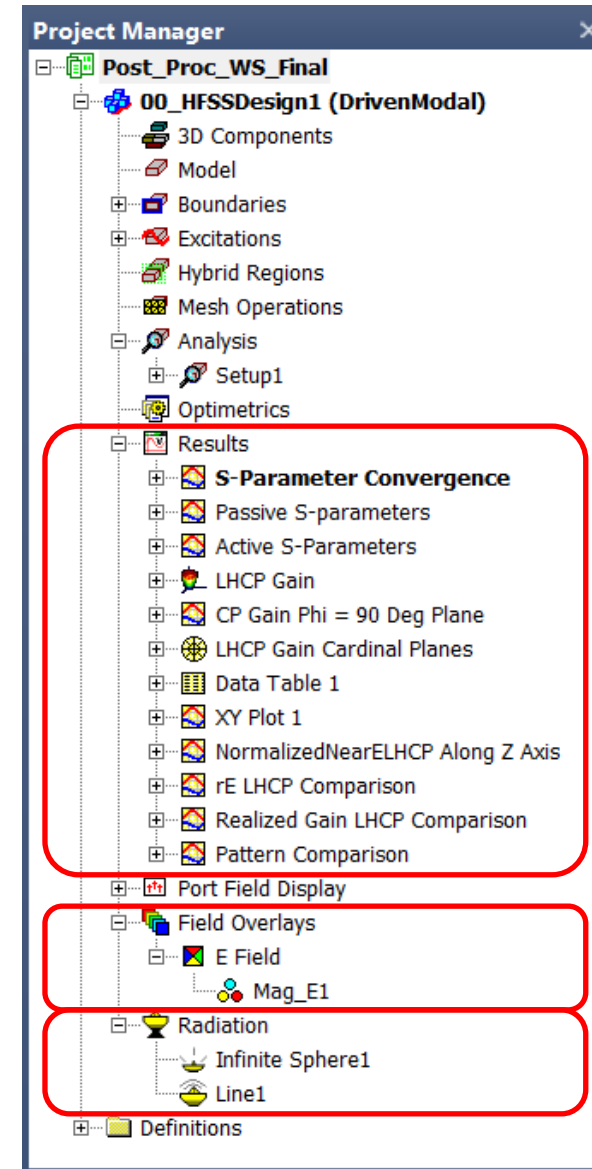 Project Manager
Post_Proc_WS_Final
00_HFSSDesign1 (DrivenModal)
3D Components
Model
Boundaries
Excitations
Hybrid Regions
Mesh Operations
Analysis
Setup1
Optimetrics
Results
S-Parameter Convergence
Passive S-parameters
Active S-Parameters
LHCP Gain
CP Gain Phi = 90 Deg Plane
LHCP Gain Cardinal Planes
Data Table 1
XY Plot 1
NormalizedNearELHCP Along Z Axis
rE LHCP Comparison
Realized Gain LHCP Comparison
Pattern Comparison
Port Field Display
Field Overlays
E Field
Mag_E1
Radiation
Infinite Sphere1
Line1
Definitions